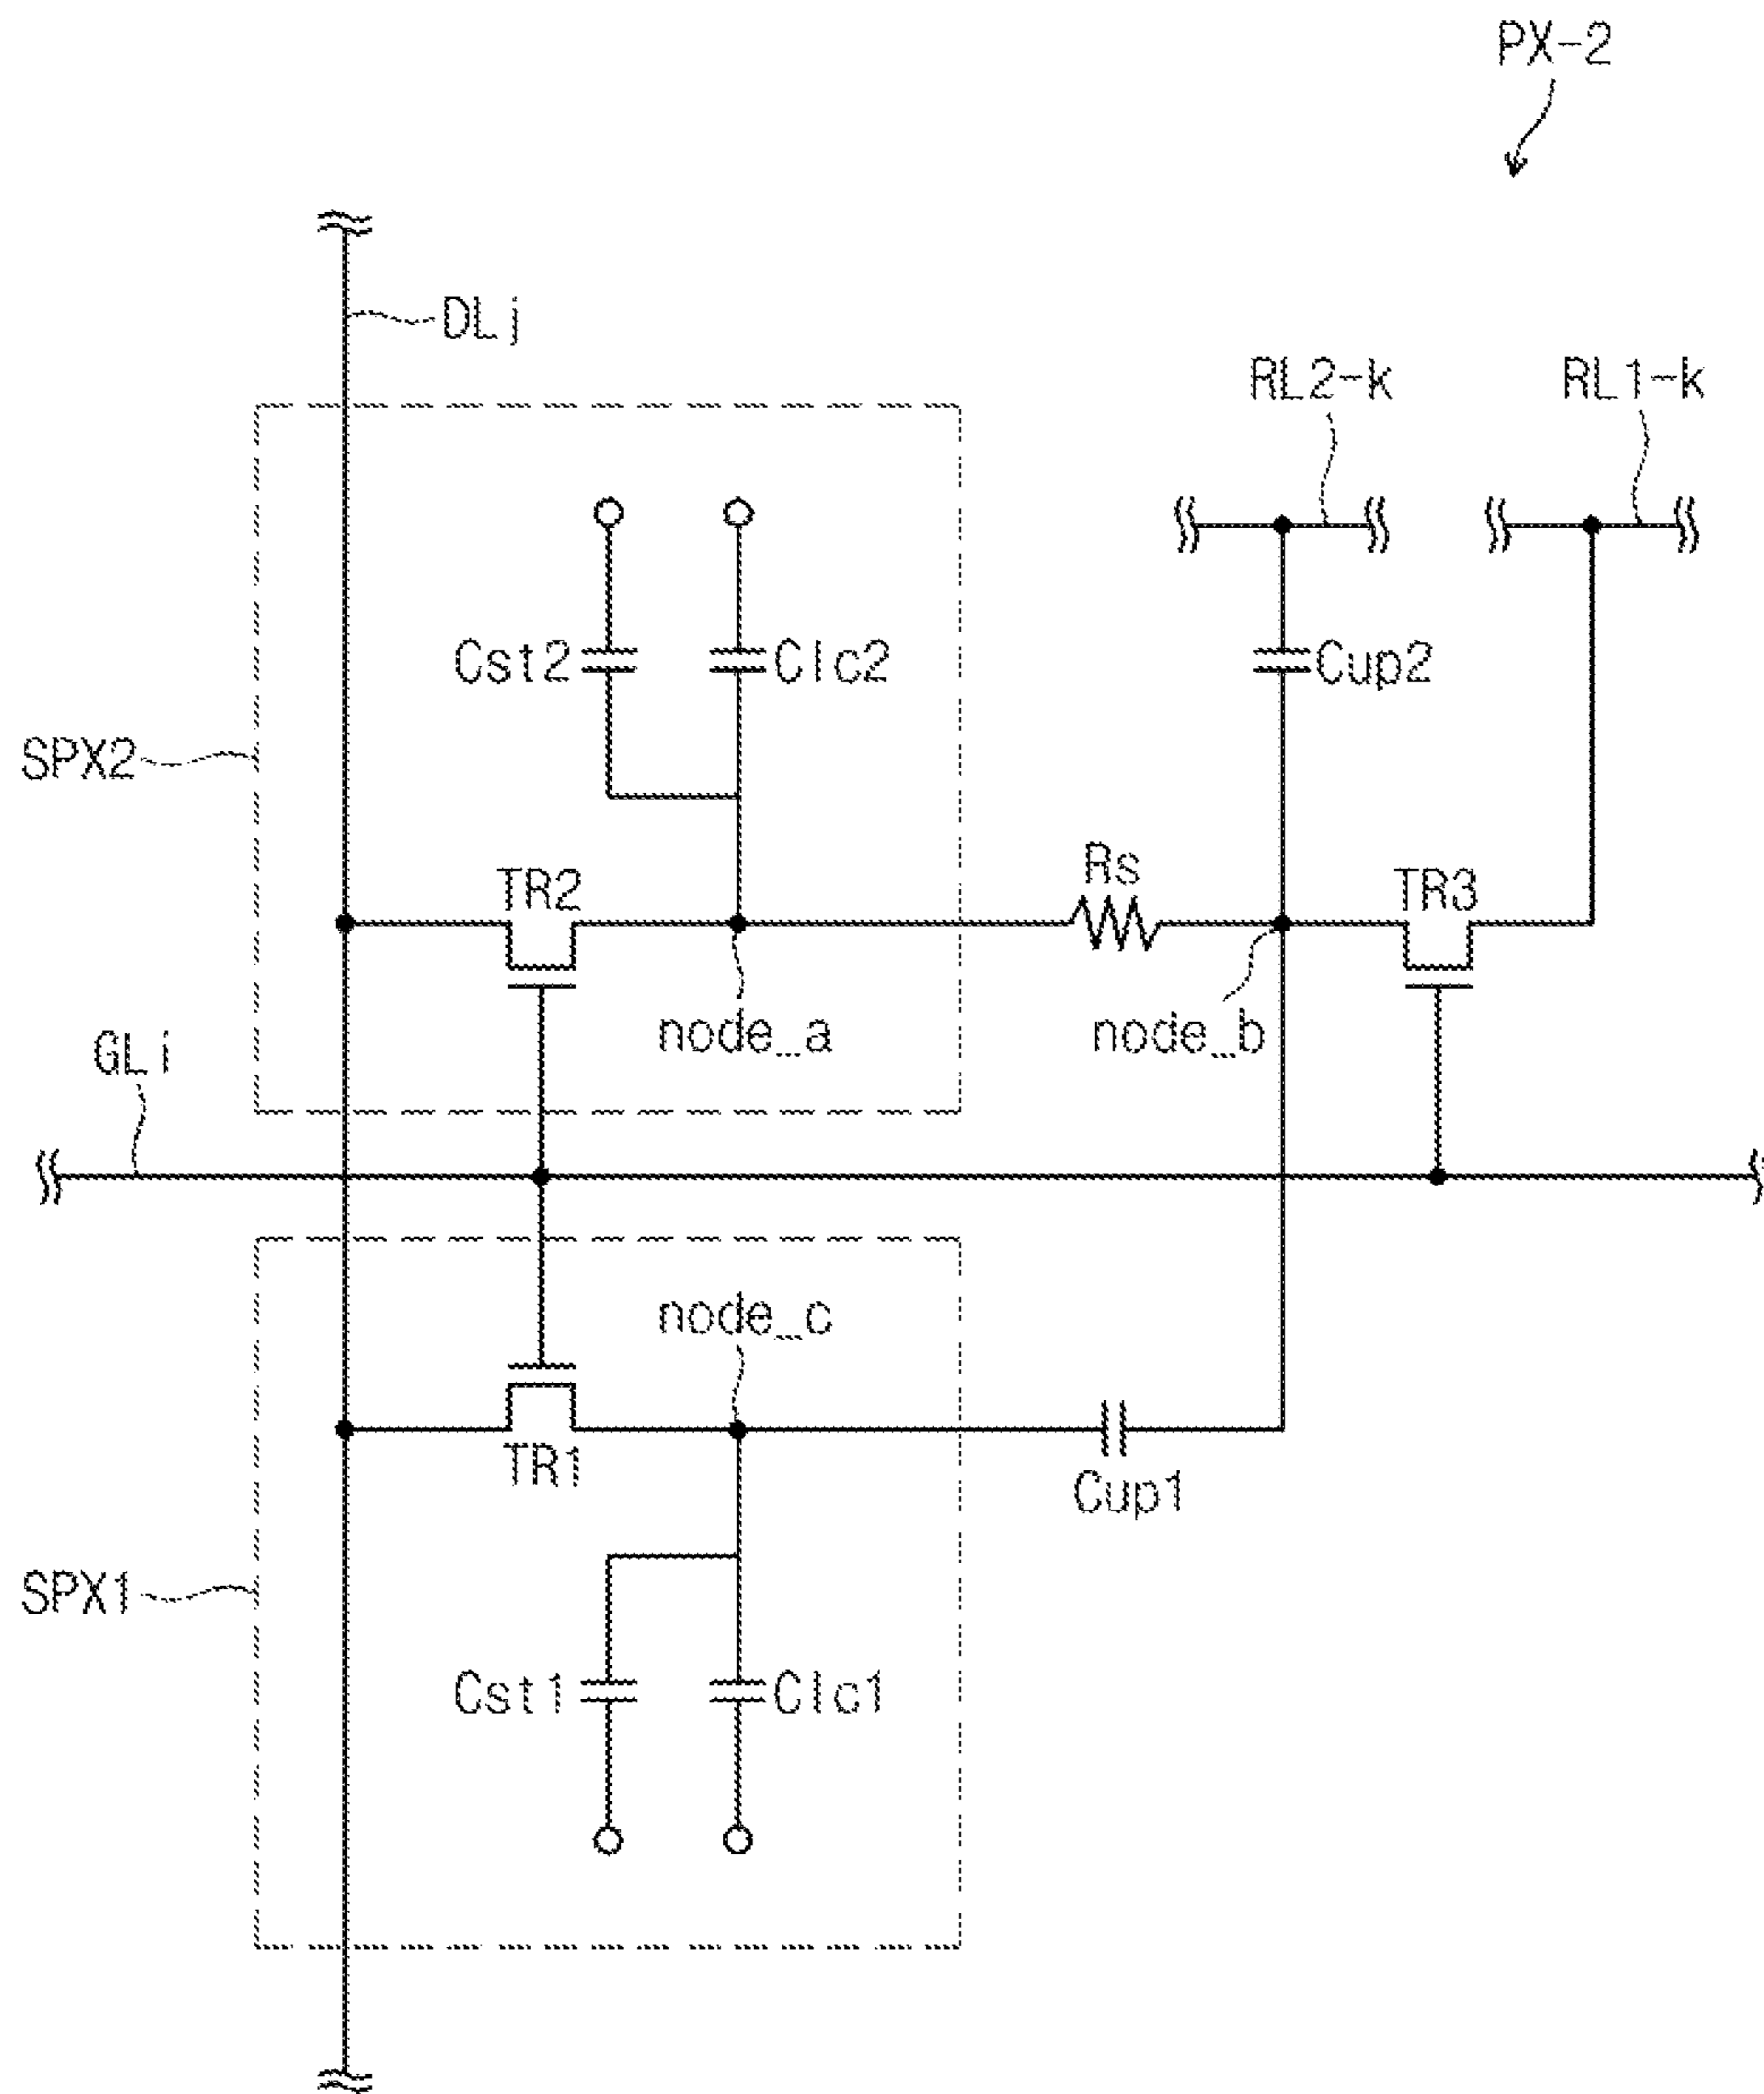 PX-2
DLj
RL2-k
RL1-k
Cst2
Clc2
Cup2
SPX2
Rs
TR2
TR3
node_a
node_b
GLi
node_c
TR1
Cup1
SPX1
Cst1
Clc1